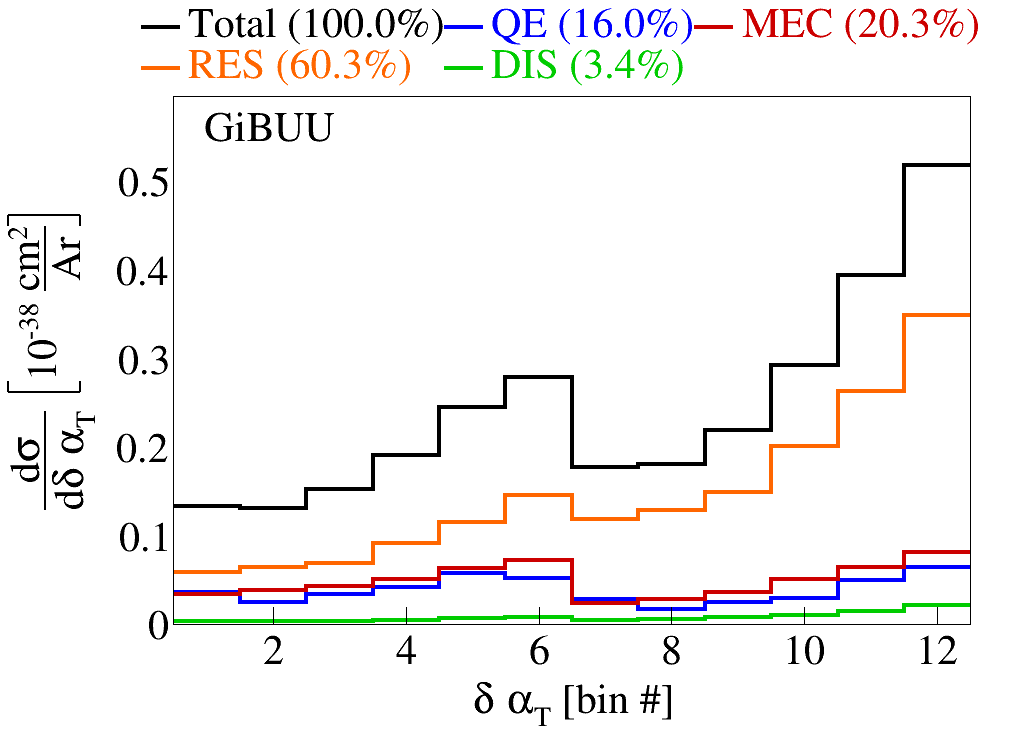 Total (100.0%) QE (16.0%) MEC (20.3%)
RES (60.3%) DIS (3.4%)
GiBUU
dσ/dδ α_T [10^-38 cm^2/Ar]
0.5
0.4
0.3
0.2
0.1
0
2 4 6 8 10 12
δ α_T [bin #]